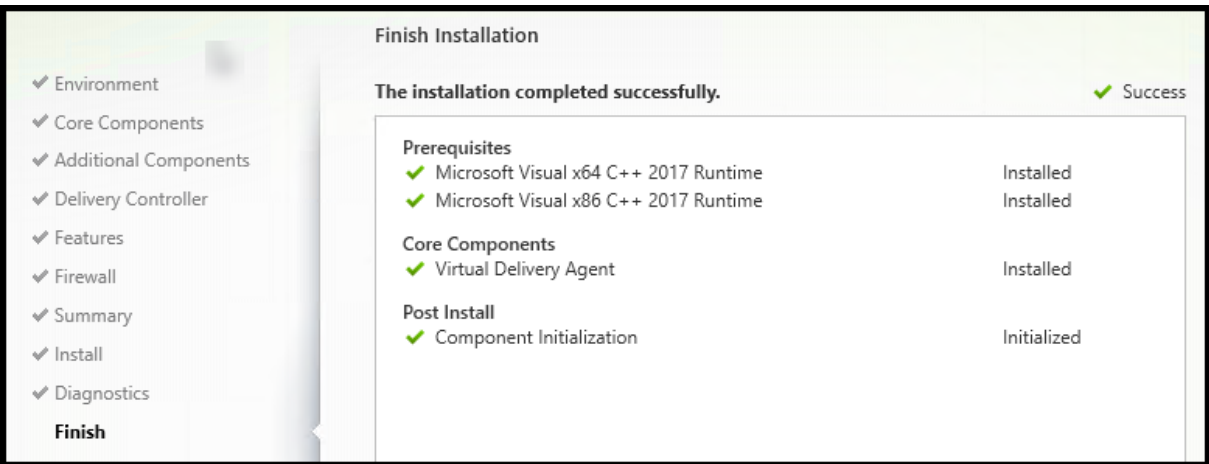 Finish Installation
Environment
Core Components
Additional Components
Delivery Controller
Features
Firewall
Summary
Install
Diagnostics
Finish
The installation completed successfully.
Success
Prerequisites
Microsoft Visual x64 C++ 2017 Runtime Installed
Microsoft Visual x86 C++ 2017 Runtime Installed
Core Components
Virtual Delivery Agent Installed
Post Install
Component Initialization Initialized